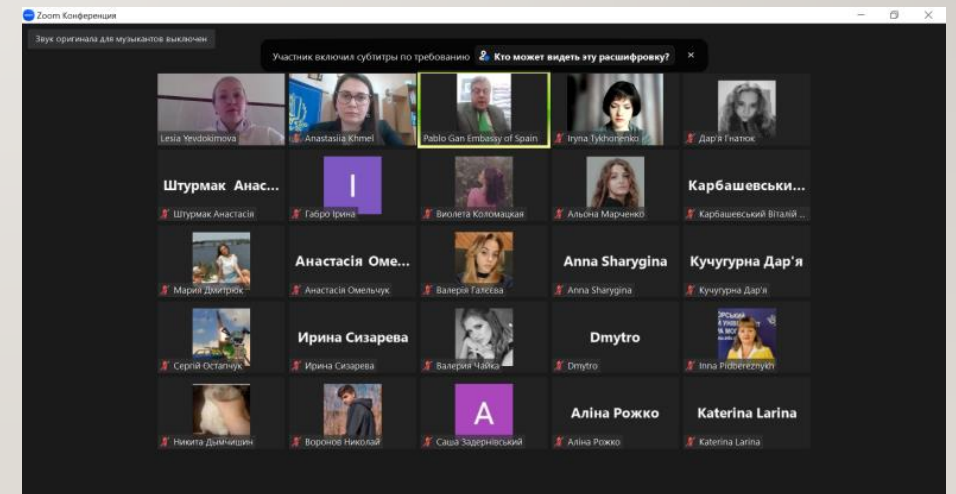 Zoom Конференция
Звук оригинала для музыкантов выключен
Участник включил субтитры по требованию Кто может видеть эту расшифровку?
Lesia Yevdokimova Anastasiia Khmel Pablo Gan Embassy of Spain Iryna Tykhonenko Дар'я Гнатюк
Штурмак Анас... I Карбашевськи...
Штурмак Анастасія Габро Ірина Виолета Коломацкая Альона Марченко Карбашевський Віталій ..
Анастасія Оме... Anna Sharygina Кучугурна Дар'я
Мария Дмитрюк Анастасія Омельчук Валерія Галєєва Anna Sharygina Кучугурна Дар'я
Ирина Сизарева Dmytro
Сергій Остапчук Ирина Сизарева Валерия Чайка Dmytro Inna Pidbereznykh
А Аліна Рожко Katerina Larina
Никита Дымчишин Воронов Николай Саша Задернівський Аліна Рожко Katerina Larina